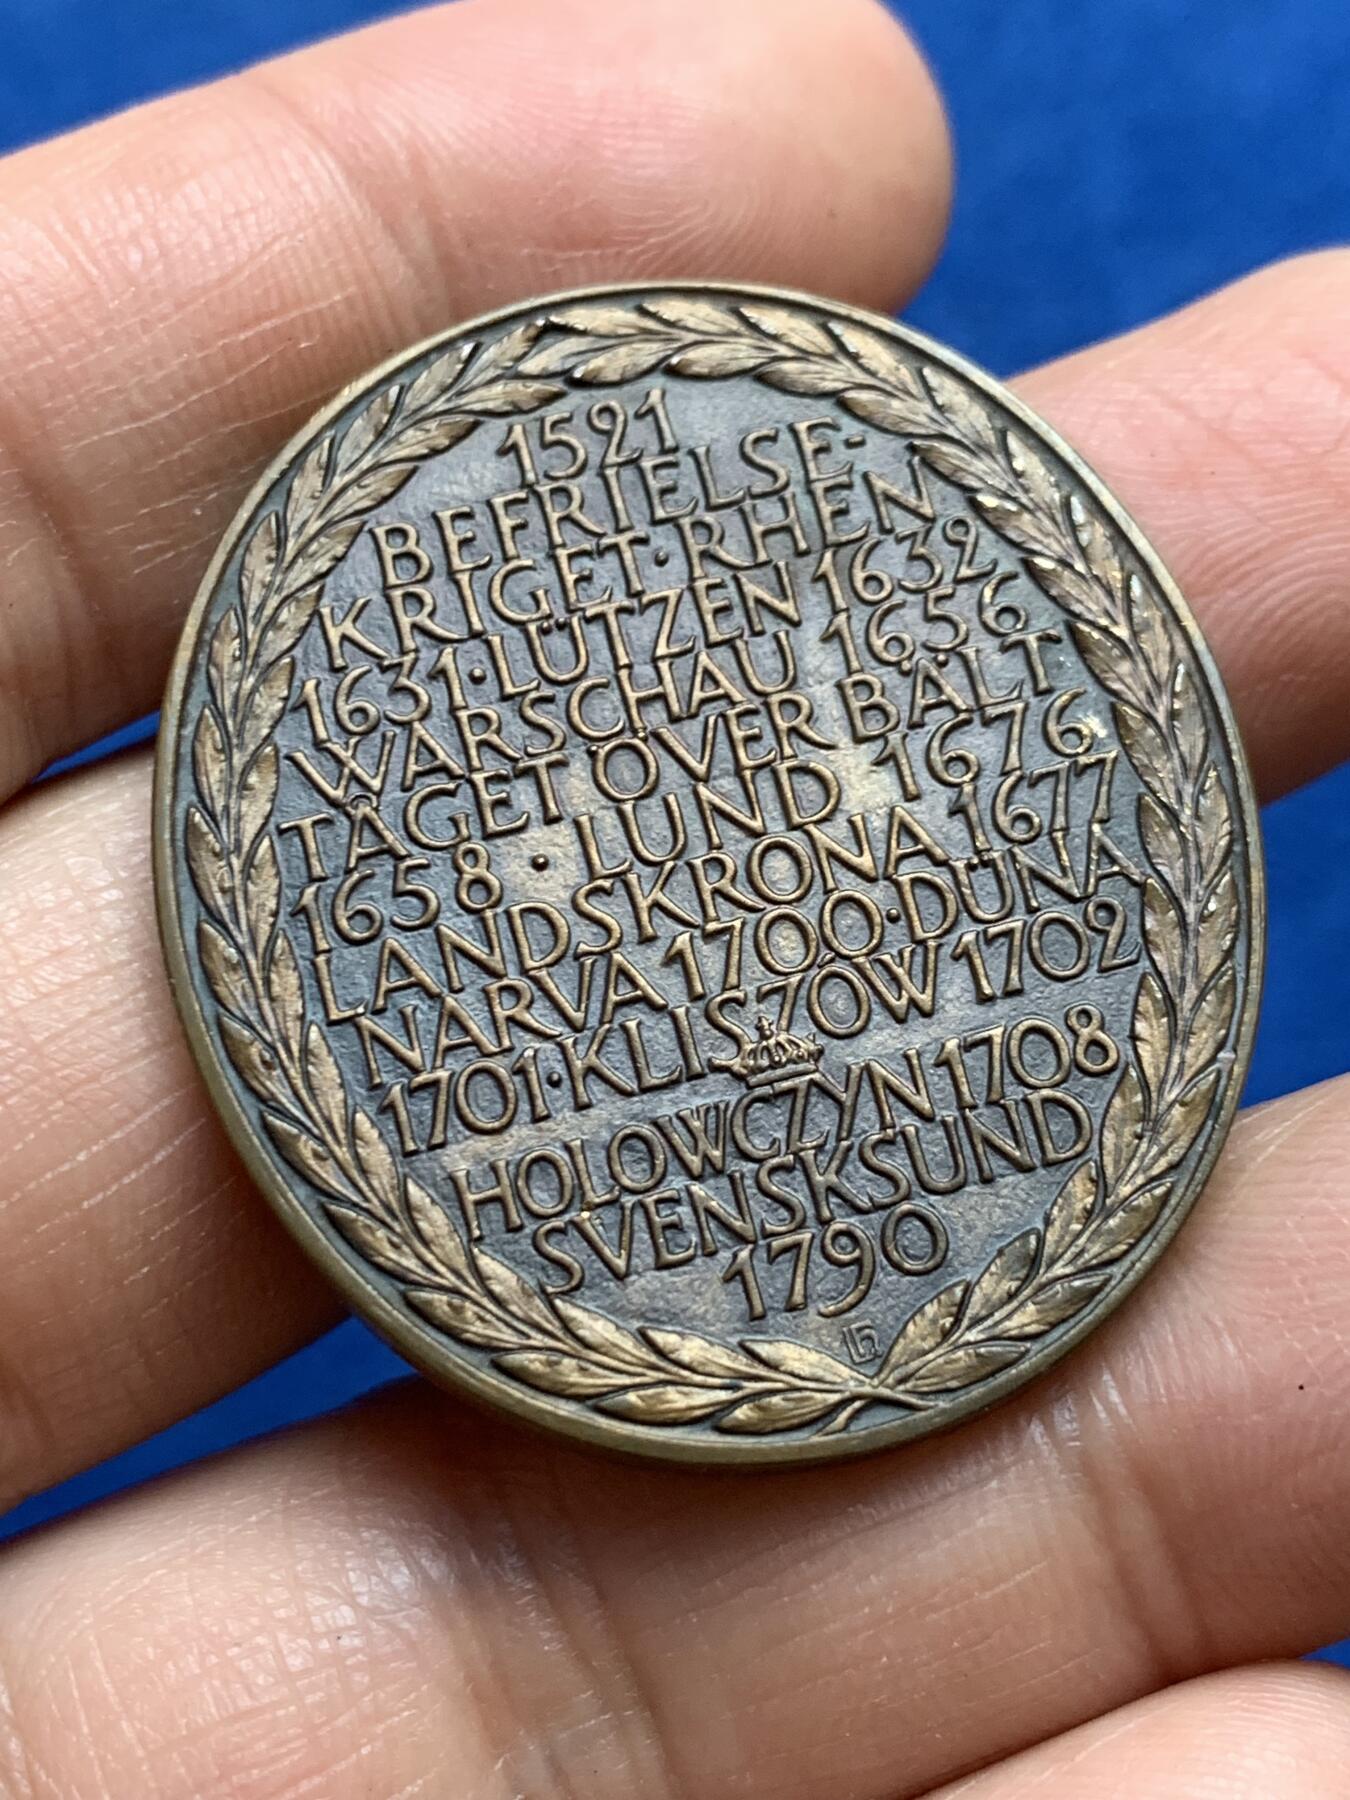 1521
BEFRIELSE-
KRIGET·RHEN
1631·LÜTZEN 1632
WARSCHAU 1656
TÅGET ÖVER BÄLT
1658 · LUND 1676
LANDSKRONA 1677
NARVA 1700·DÜNA
1701·KLISZÓW 1702
HOLOWCZYN 1708
SVENSKSUND
1790